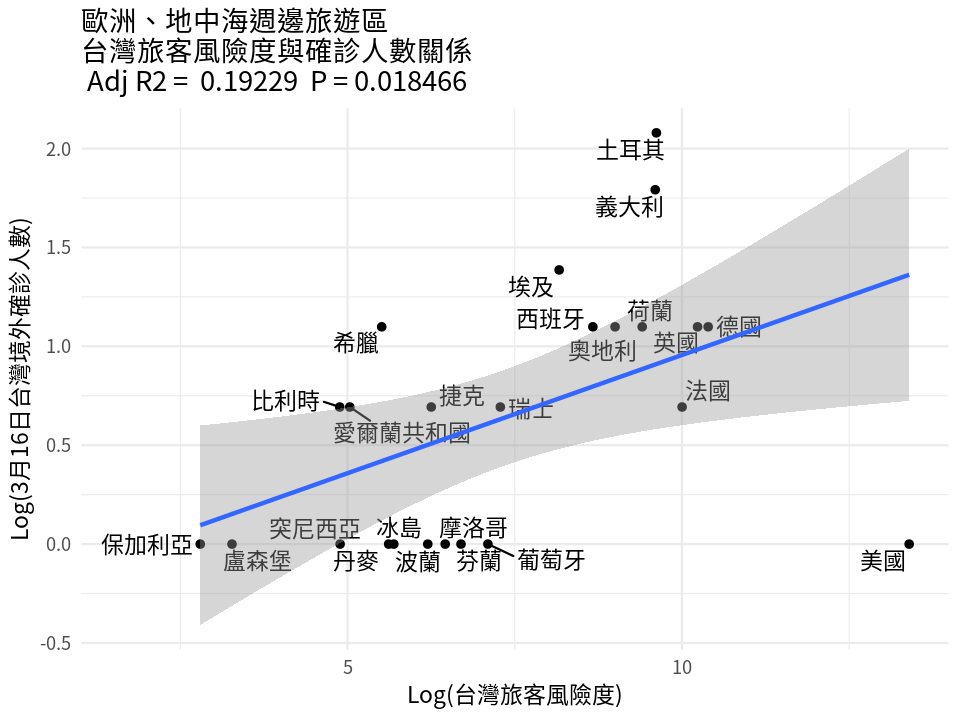 歐洲、地中海週邊旅遊區
台灣旅客風險度與確診人數關係
Adj R2 = 0.19229 P = 0.018466
Log(3月16日台灣境外確診人數)
2.0
1.5
1.0
0.5
0.0
-0.5
土耳其
義大利
埃及
西班牙
荷蘭
德國
希臘
奧地利
英國
法國
比利時
捷克
瑞士
愛爾蘭共和國
突尼西亞
冰島
摩洛哥
保加利亞
盧森堡
丹麥
波蘭
芬蘭
葡萄牙
美國
5
10
Log(台灣旅客風險度)